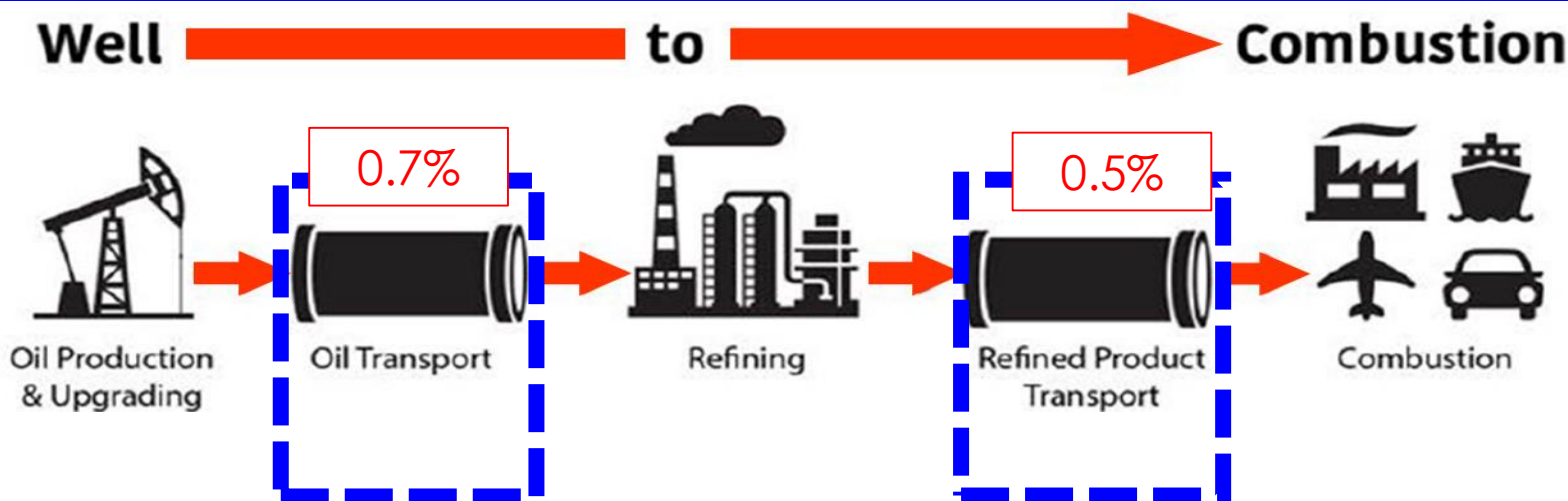 Well to Combustion
0.7%
0.5%
Oil Production
& Upgrading
Oil Transport
Refining
Refined Product
Transport
Combustion